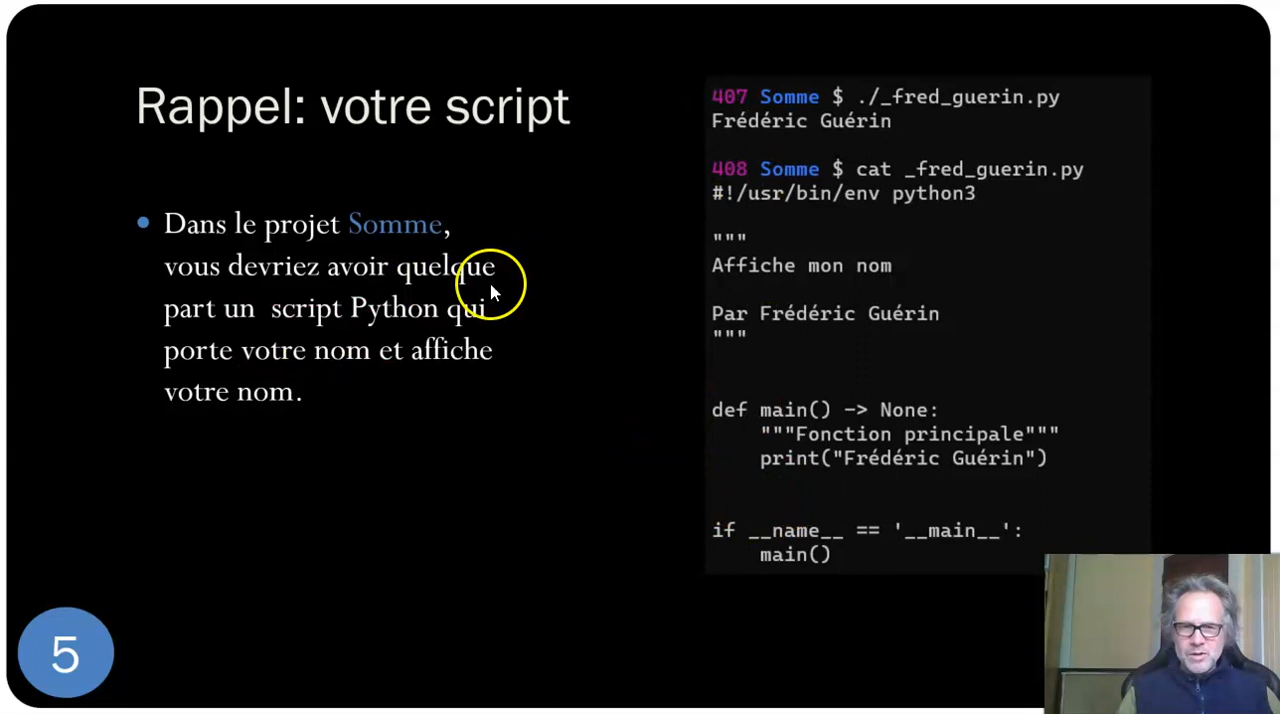 Rappel: votre script
Dans le projet Somme,
vous devriez avoir quelque
part un script Python qui
porte votre nom et affiche
votre nom.
407 Somme $ ./_fred_guerin.py
Frédéric Guérin
408 Somme $ cat _fred_guerin.py
#!/usr/bin/env python3
"""
Affiche mon nom
Par Frédéric Guérin
"""
def main() -> None:
"""Fonction principale"""
print("Frédéric Guérin")
if __name__ == '__main__':
main()
5